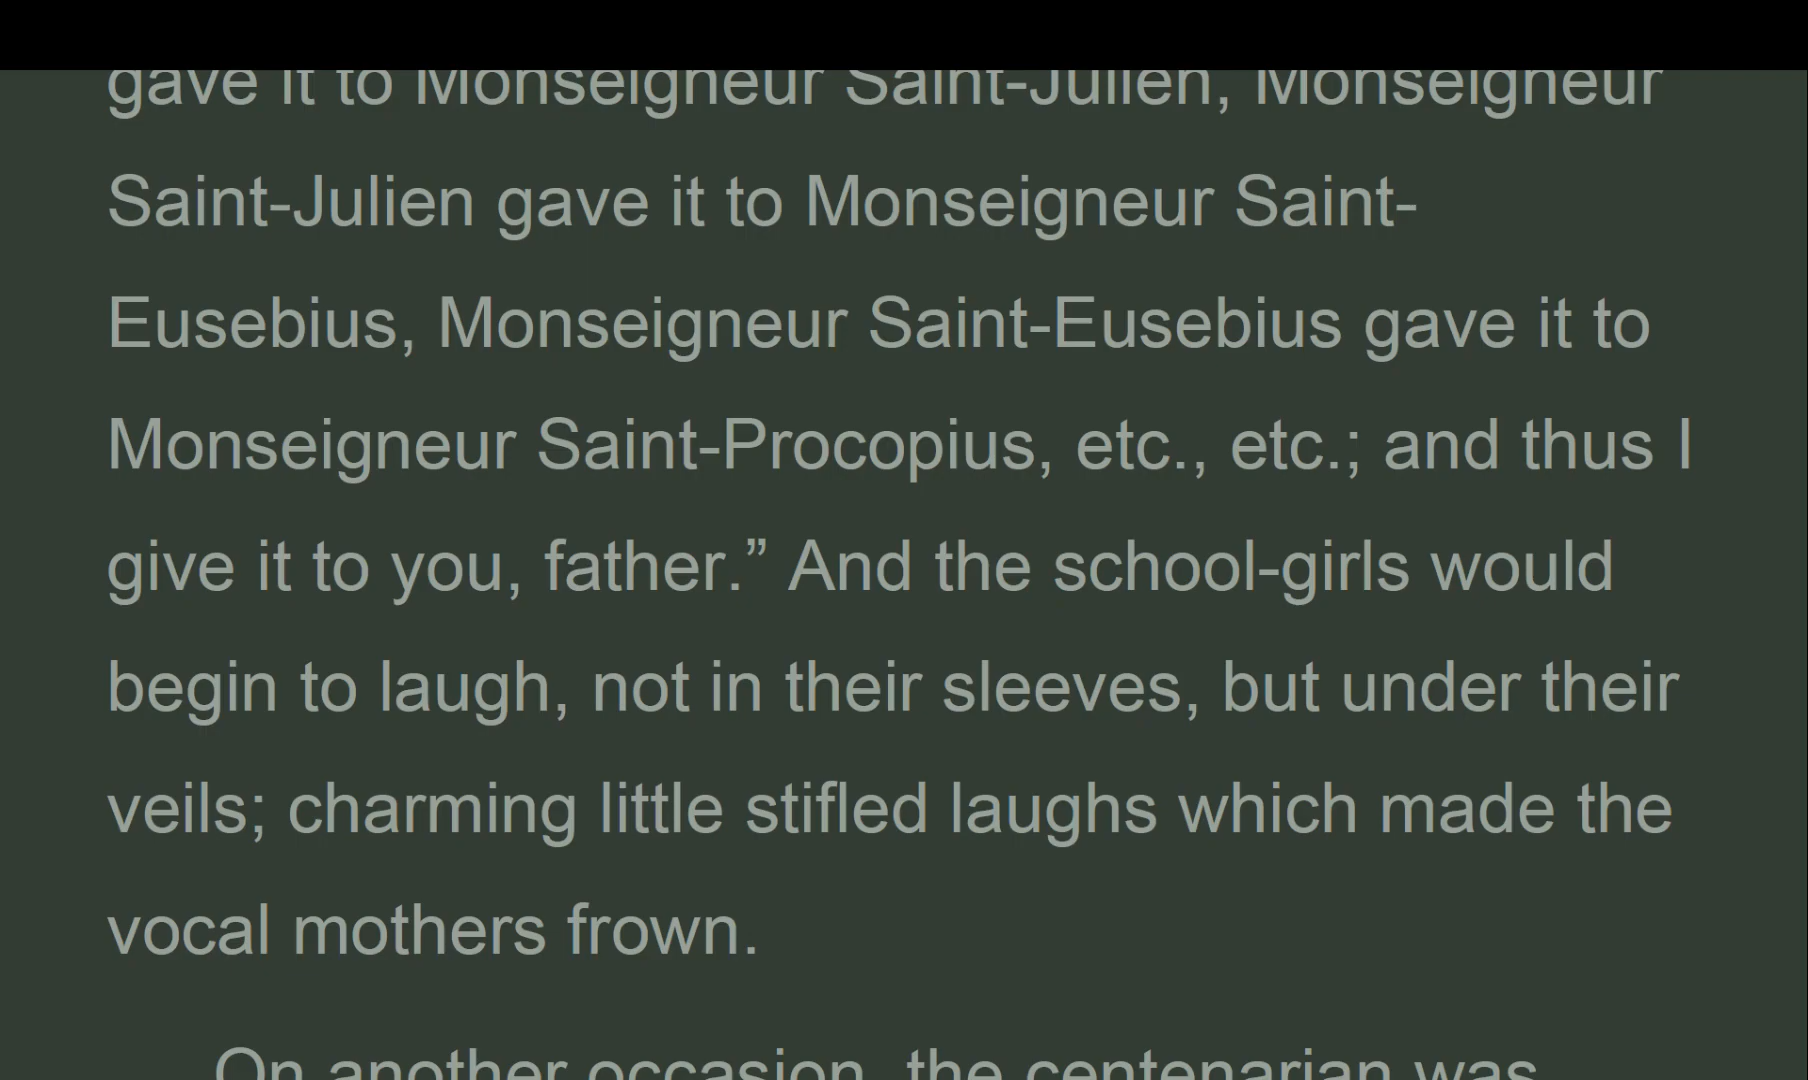 gave it to Monseigneur Saint-Julien, Monseigneur
Saint-Julien gave it to Monseigneur Saint-
Eusebius, Monseigneur Saint-Eusebius gave it to
Monseigneur Saint-Procopius, etc., etc.; and thus I
give it to you, father.” And the school-girls would
begin to laugh, not in their sleeves, but under their
veils; charming little stifled laughs which made the
vocal mothers frown.
On another occasion, the centenarian was